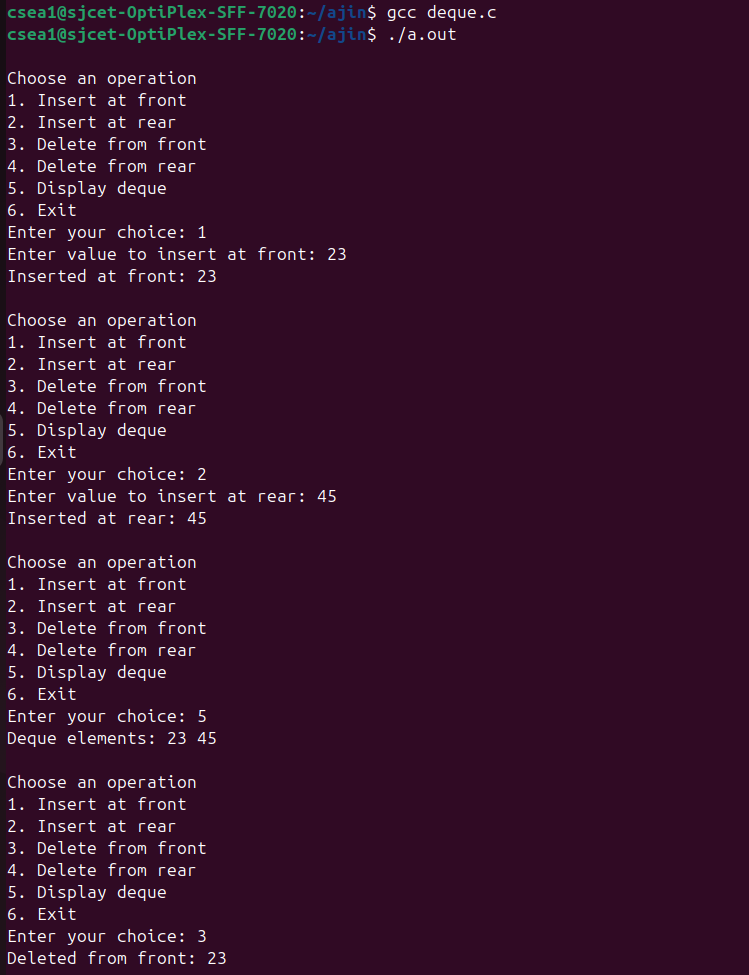 csea1@sjcet-OptiPlex-SFF-7020:~/ajin$ gcc deque.c
csea1@sjcet-OptiPlex-SFF-7020:~/ajin$ ./a.out
Choose an operation
1. Insert at front
2. Insert at rear
3. Delete from front
4. Delete from rear
5. Display deque
6. Exit
Enter your choice: 1
Enter value to insert at front: 23
Inserted at front: 23
Choose an operation
1. Insert at front
2. Insert at rear
3. Delete from front
4. Delete from rear
5. Display deque
6. Exit
Enter your choice: 2
Enter value to insert at rear: 45
Inserted at rear: 45
Choose an operation
1. Insert at front
2. Insert at rear
3. Delete from front
4. Delete from rear
5. Display deque
6. Exit
Enter your choice: 5
Deque elements: 23 45
Choose an operation
1. Insert at front
2. Insert at rear
3. Delete from front
4. Delete from rear
5. Display deque
6. Exit
Enter your choice: 3
Deleted from front: 23